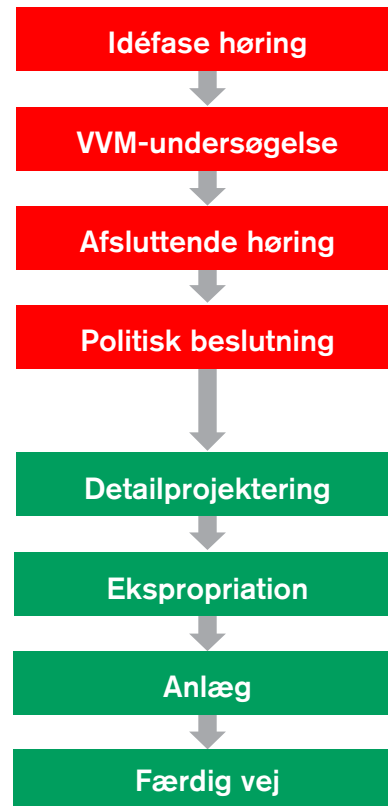 Idéfase høring
VVM-undersøgelse
Afsluttende høring
Politisk beslutning
Detailprojektering
Ekspropriation
Anlæg
Færdig vej